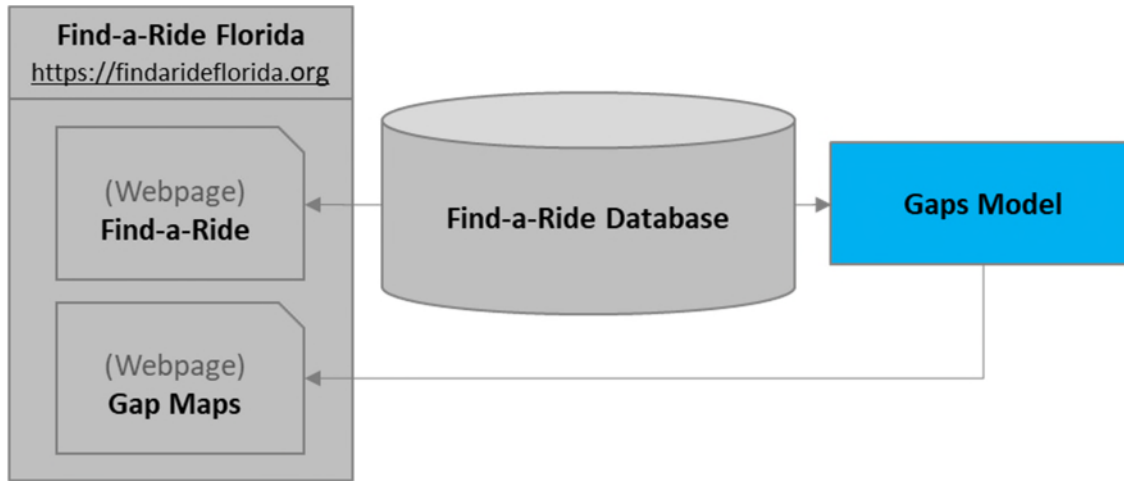 Find-a-Ride Florida
https://findarideflorida.org
(Webpage)
Find-a-Ride
Find-a-Ride Database
Gaps Model
(Webpage)
Gap Maps